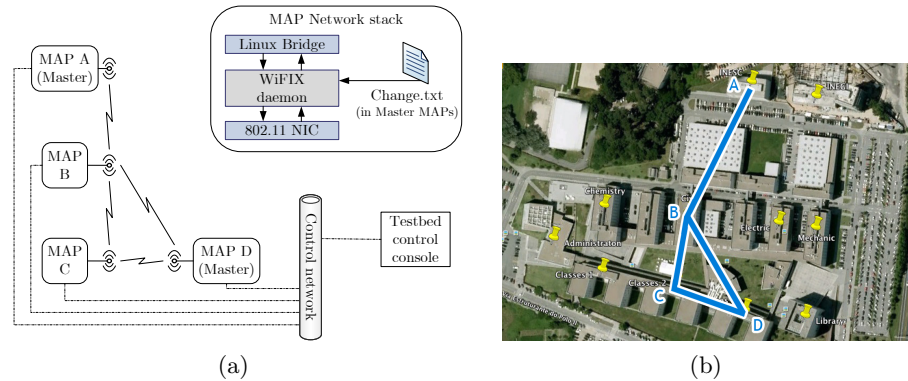 MAP Network stack
MAP A
(Master)
Linux Bridge
WiFIX
daemon
802.11 NIC
Change.txt
(in Master MAPs)
MAP
B
MAP
C
MAP D
(Master)
Control network
Testbed
control
console
(a)
INESC
A
INEGI
Chemistry
B
Electric
Mechanic
Administraton
Classes 1
Classes 2
C
D
Library
(b)